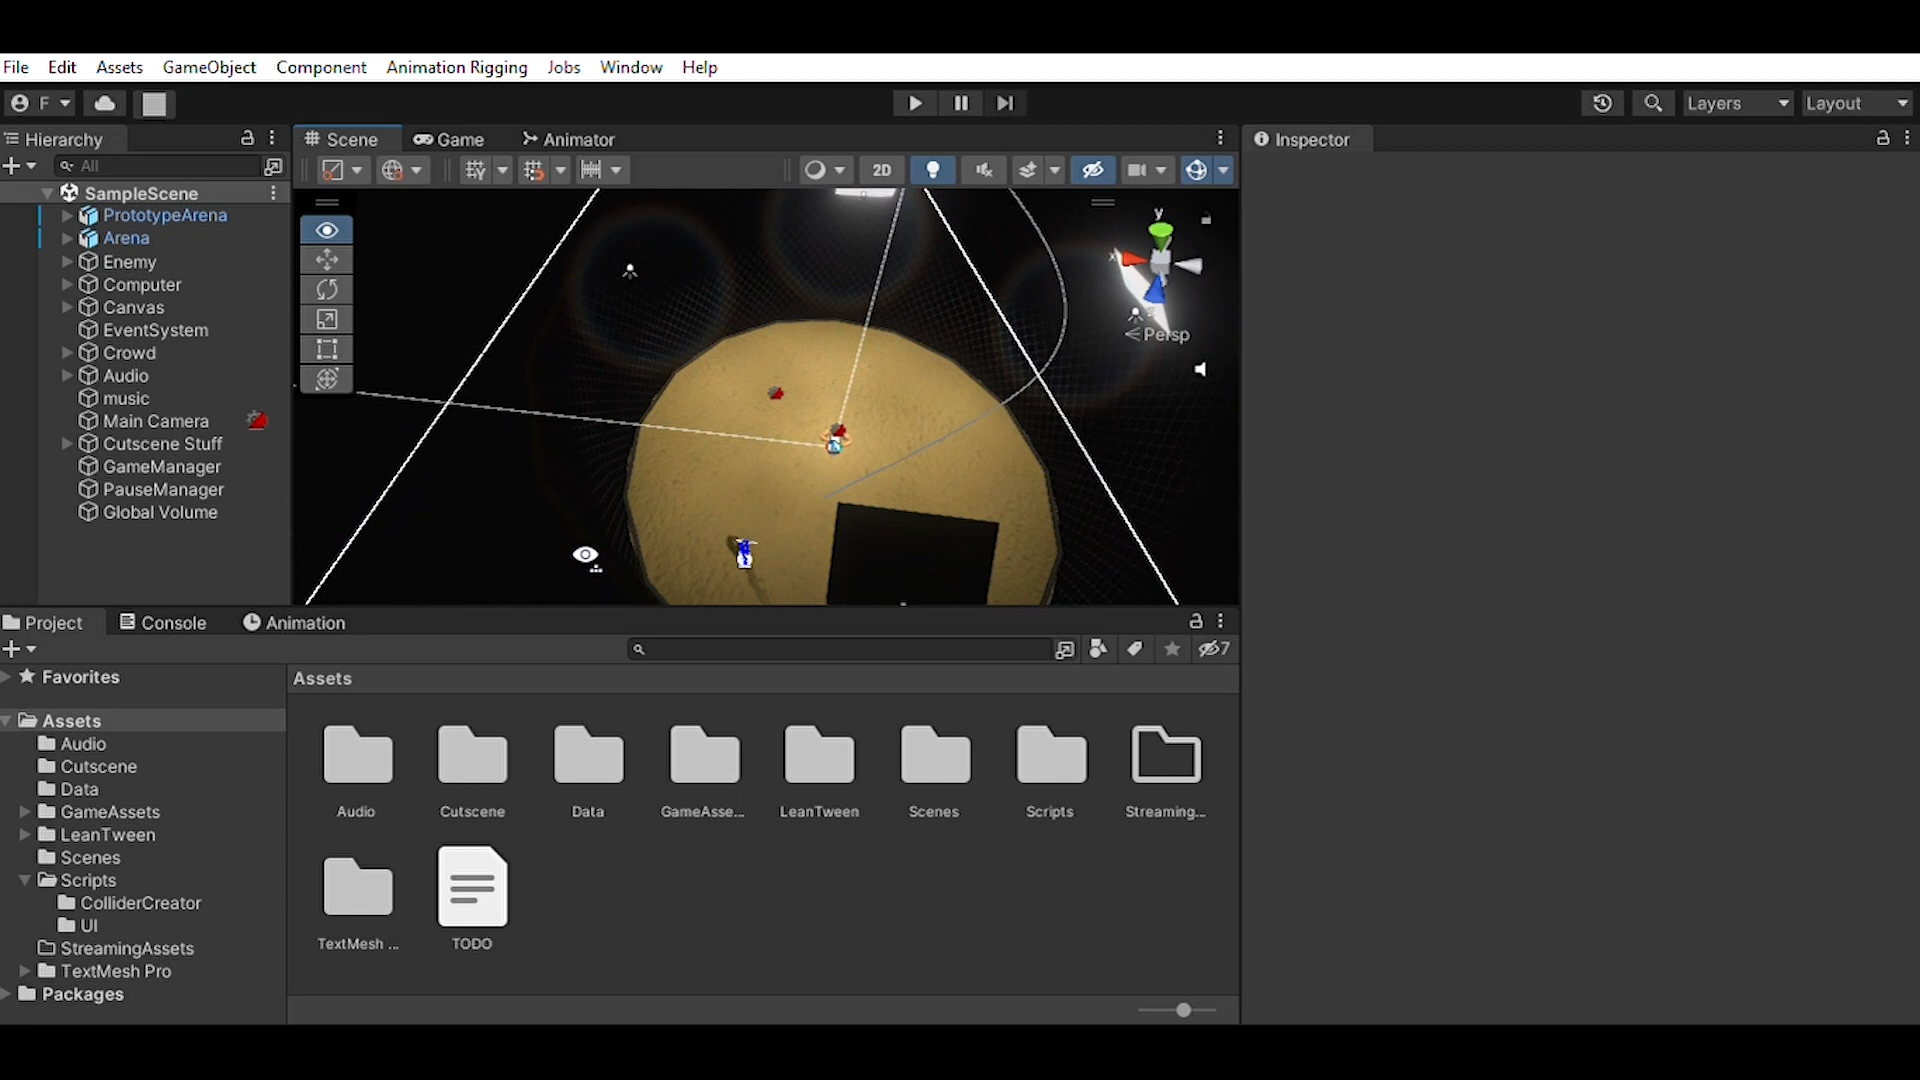 File Edit Assets GameObject Component Animation Rigging Jobs Window Help
F Layers Layout
Hierarchy
All
SampleScene
PrototypeArena
Arena
Enemy
Computer
Canvas
EventSystem
Crowd
Audio
music
Main Camera
Cutscene Stuff
GameManager
PauseManager
Global Volume
Scene Game Animator
2D
y
x
Persp
Inspector
Project Console Animation
7
Favorites
Assets
Audio
Cutscene
Data
GameAssets
LeanTween
Scenes
Scripts
ColliderCreator
UI
StreamingAssets
TextMesh Pro
Packages
Assets
Audio Cutscene Data GameAsse... LeanTween Scenes Scripts Streaming...
TextMesh ... TODO